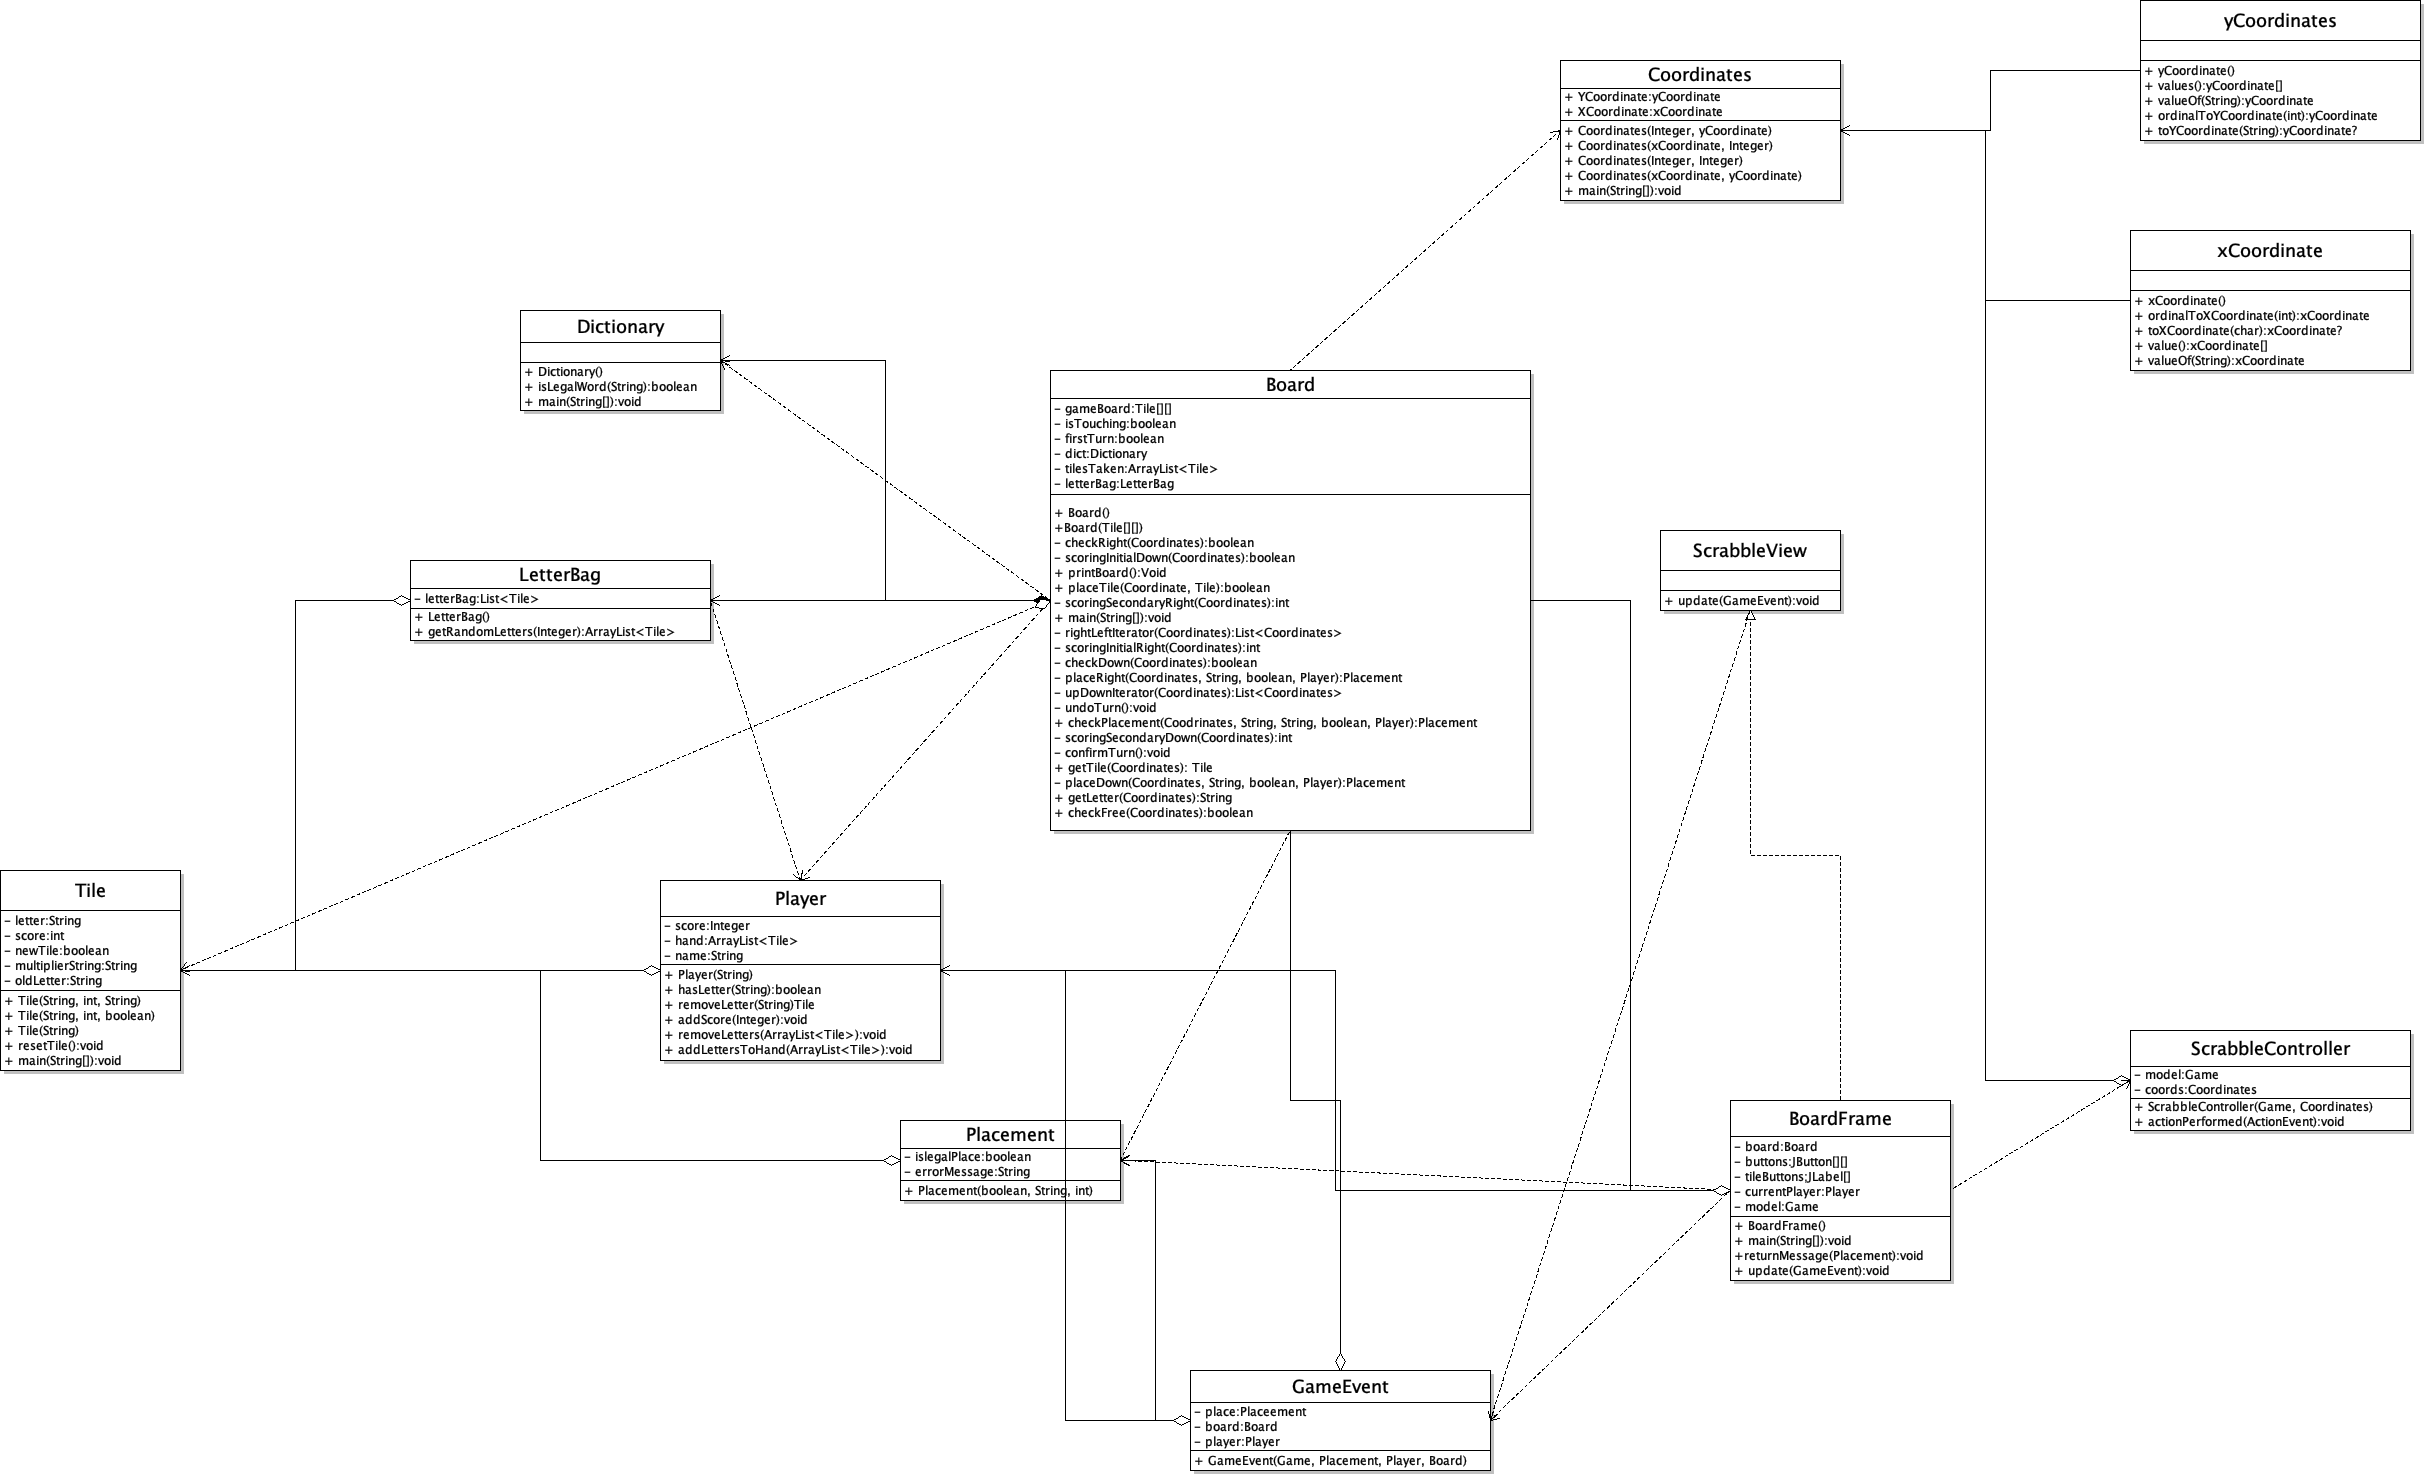 yCoordinates
+ yCoordinate()
+ values():yCoordinate[]
+ valueOf(String):yCoordinate
+ ordinalToYCoordinate(int):yCoordinate
+ toYCoordinate(String):yCoordinate?
Coordinates
+ YCoordinate:yCoordinate
+ XCoordinate:xCoordinate
+ Coordinates(Integer, yCoordinate)
+ Coordinates(xCoordinate, Integer)
+ Coordinates(Integer, Integer)
+ Coordinates(xCoordinate, yCoordinate)
+ main(String[]):void
xCoordinate
+ xCoordinate()
+ ordinalToXCoordinate(int):xCoordinate
+ toXCoordinate(char):xCoordinate?
+ value():xCoordinate[]
+ valueOf(String):xCoordinate
Dictionary
+ Dictionary()
+ isLegalWord(String):boolean
+ main(String[]):void
Board
- gameBoard:Tile[][]
- isTouching:boolean
- firstTurn:boolean
- dict:Dictionary
- tilesTaken:ArrayList<Tile>
- letterBag:LetterBag
+ Board()
+Board(Tile[][])
- checkRight(Coordinates):boolean
- scoringInitialDown(Coordinates):boolean
+ printBoard():Void
+ placeTile(Coordinate, Tile):boolean
- scoringSecondaryRight(Coordinates):int
+ main(String[]):void
- rightLeftIterator(Coordinates):List<Coordinates>
- scoringInitialRight(Coordinates):int
- checkDown(Coordinates):boolean
- placeRight(Coordinates, String, boolean, Player):Placement
- upDownIterator(Coordinates):List<Coordinates>
- undoTurn():void
+ checkPlacement(Coodrinates, String, String, boolean, Player):Placement
- scoringSecondaryDown(Coordinates):int
- confirmTurn():void
+ getTile(Coordinates): Tile
- placeDown(Coordinates, String, boolean, Player):Placement
+ getLetter(Coordinates):String
+ checkFree(Coordinates):boolean
ScrabbleView
+ update(GameEvent):void
LetterBag
- letterBag:List<Tile>
+ LetterBag()
+ getRandomLetters(Integer):ArrayList<Tile>
Tile
- letter:String
- score:int
- newTile:boolean
- multiplierString:String
- oldLetter:String
+ Tile(String, int, String)
+ Tile(String, int, boolean)
+ Tile(String)
+ resetTile():void
+ main(String[]):void
Player
- score:Integer
- hand:ArrayList<Tile>
- name:String
+ Player(String)
+ hasLetter(String):boolean
+ removeLetter(String)Tile
+ addScore(Integer):void
+ removeLetters(ArrayList<Tile>):void
+ addLettersToHand(ArrayList<Tile>):void
Placement
- islegalPlace:boolean
- errorMessage:String
+ Placement(boolean, String, int)
ScrabbleController
- model:Game
- coords:Coordinates
+ ScrabbleController(Game, Coordinates)
+ actionPerformed(ActionEvent):void
BoardFrame
- board:Board
- buttons:JButton[][]
- tileButtons;JLabel[]
- currentPlayer:Player
- model:Game
+ BoardFrame()
+ main(String[]):void
+returnMessage(Placement):void
+ update(GameEvent):void
GameEvent
- place:Placeement
- board:Board
- player:Player
+ GameEvent(Game, Placement, Player, Board)